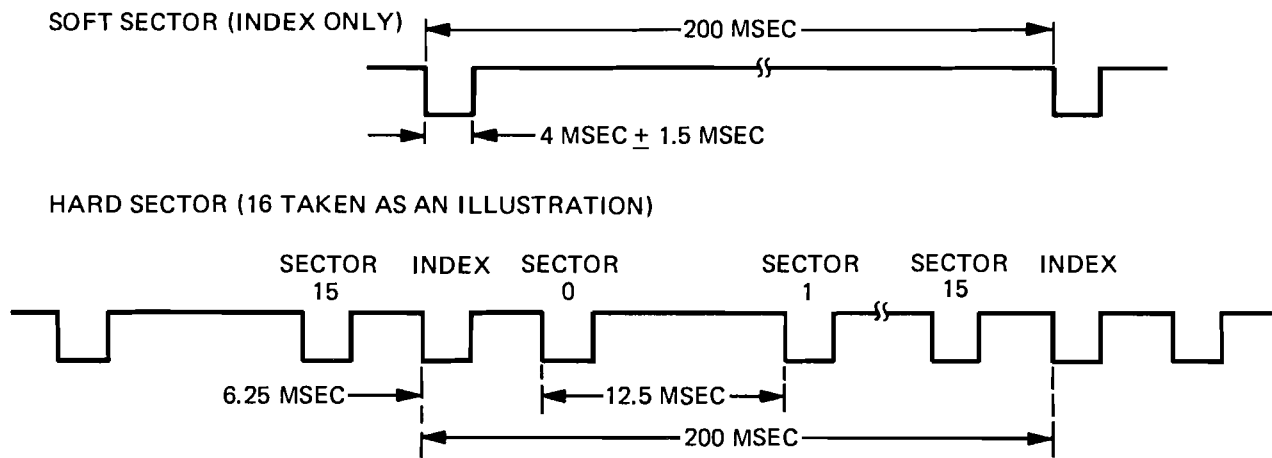 SOFT SECTOR (INDEX ONLY)
200 MSEC
4 MSEC ± 1.5 MSEC
HARD SECTOR (16 TAKEN AS AN ILLUSTRATION)
SECTOR 15
INDEX
SECTOR 0
SECTOR 1
SECTOR 15
INDEX
6.25 MSEC
12.5 MSEC
200 MSEC